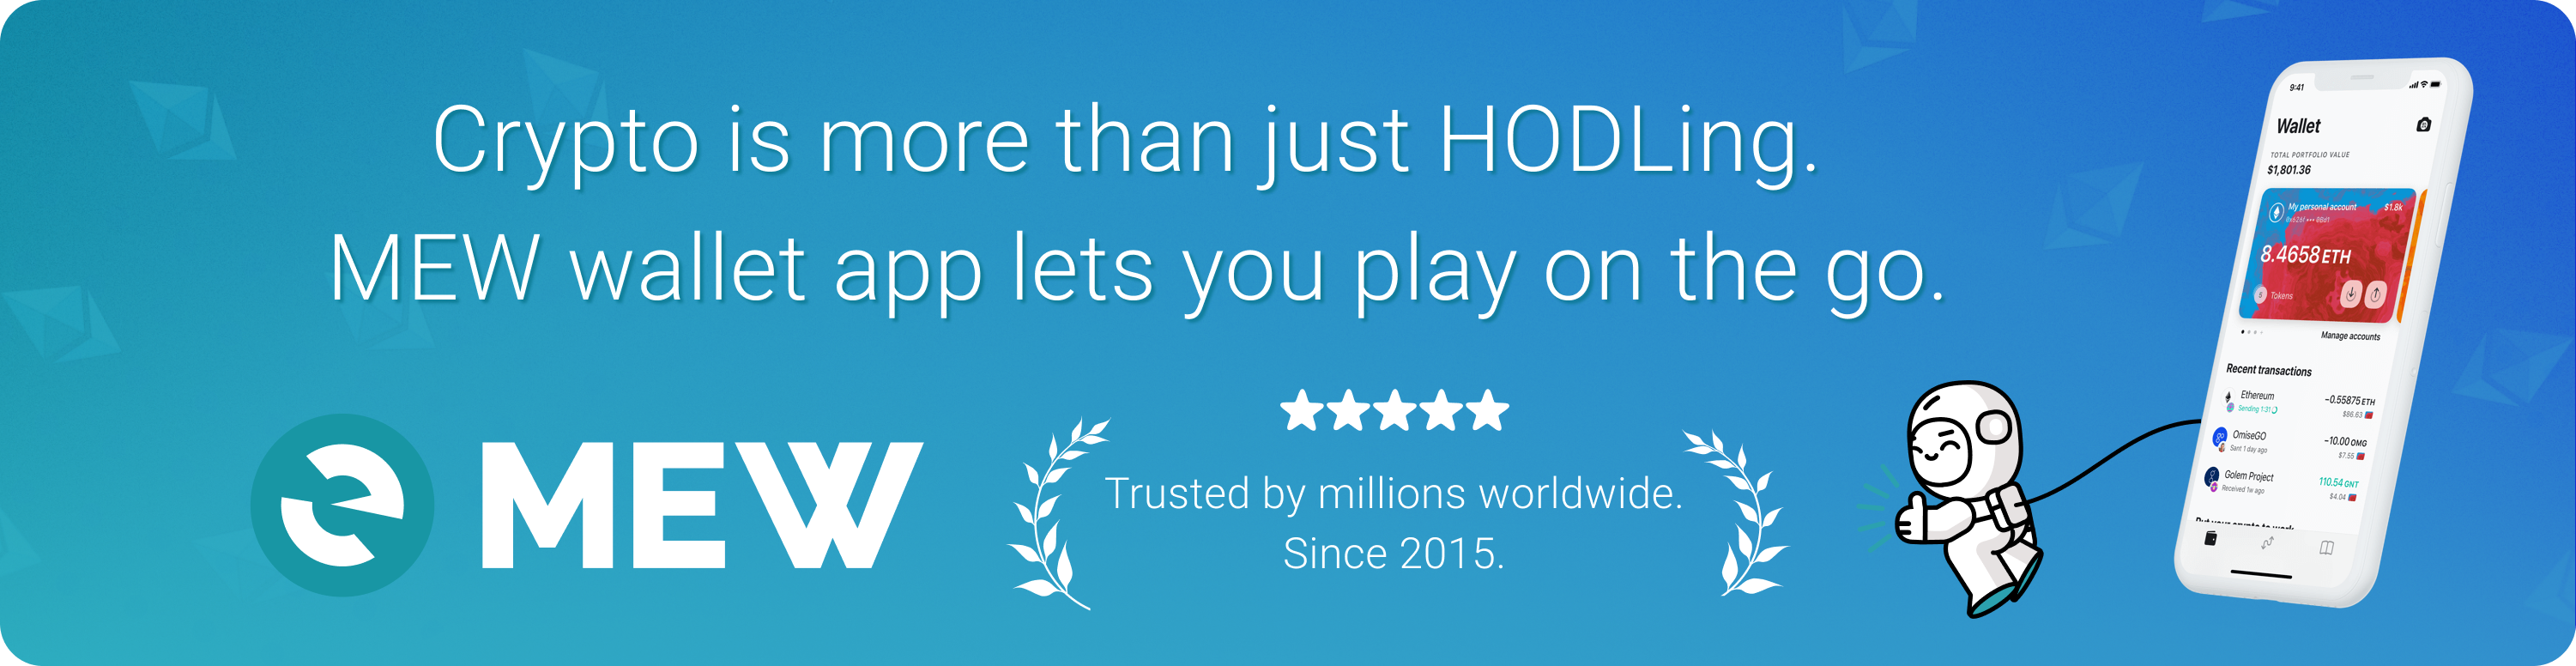 Crypto is more than just HODLing.
MEW wallet app lets you play on the go.
MEW
Trusted by millions worldwide.
Since 2015.
9:41
Wallet
TOTAL PORTFOLIO VALUE
$1,801.36
My personal account $1.8k
8.4658 ETH
5 Tokens
Manage accounts
Recent transactions
Ethereum −0.55875 ETH
Sending 1:31 $86.63
OmiseGO −10.00 OMG
Sent 1 day ago $7.55
Golem Project 110.54 GNT
Received 1w ago $4.04